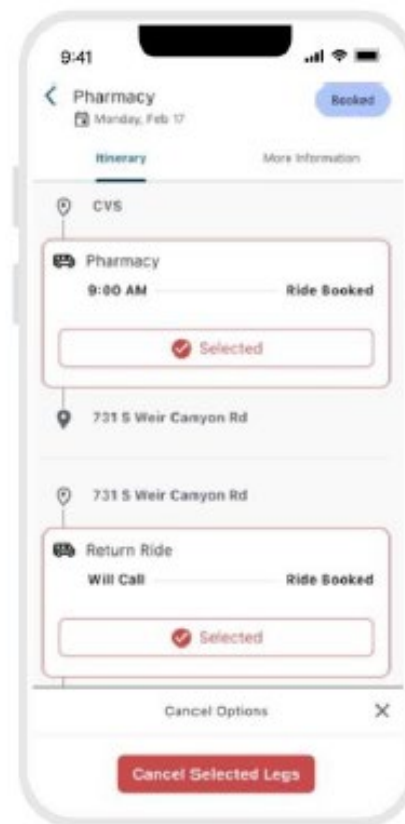 9:41
Pharmacy
Booked
Monday, Feb 17
Itinerary More Information
CVS
Pharmacy
9:00 AM Ride Booked
Selected
731 S Weir Canyon Rd
731 S Weir Canyon Rd
Return Ride
Will Call Ride Booked
Selected
Cancel Options
Cancel Selected Legs